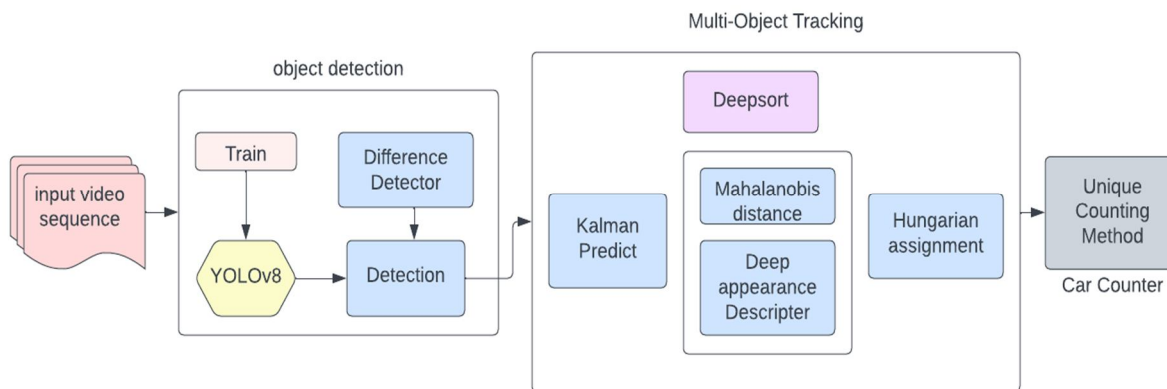 Multi-Object Tracking
object detection
Deepsort
Train
Difference
Detector
input video
sequence
YOLOv8
Detection
Kalman
Predict
Mahalanobis
distance
Deep
appearance
Descripter
Hungarian
assignment
Unique
Counting
Method
Car Counter